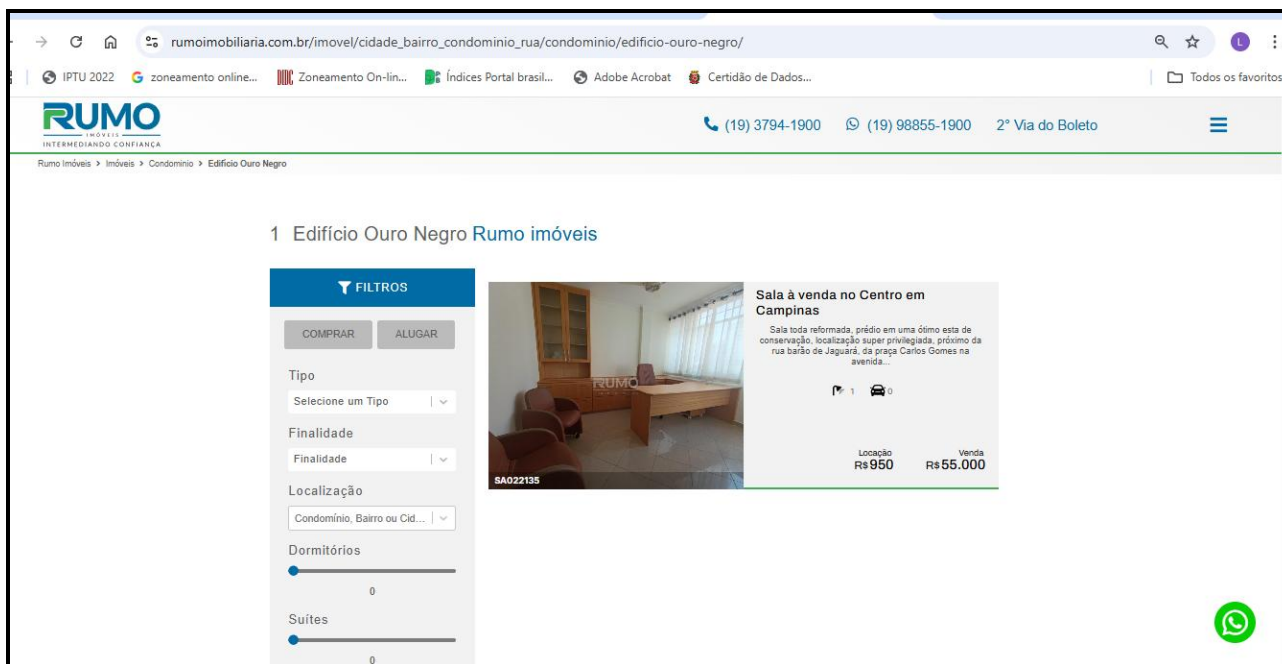 rumoimobiliaria.com.br/imovel/cidade_bairro_condominio_rua/condominio/edificio-ouro-negro/
L
IPTU 2022 zoneamento online... Zoneamento On-lin... Índices Portal brasil... Adobe Acrobat Certidão de Dados... Todos os favoritos
RUMO
IMÓVEIS
INTERMEDIANDO CONFIANÇA
(19) 3794-1900 (19) 98855-1900 2° Via do Boleto
Rumo Imóveis > Imóveis > Condominio > Edifício Ouro Negro
1 Edifício Ouro Negro Rumo imóveis
FILTROS
COMPRAR ALUGAR
Tipo
Selecione um Tipo
Finalidade
Finalidade
Localização
Condomínio, Bairro ou Cid...
Dormitórios
0
Suítes
0
RUMO
SA022135
Sala à venda no Centro em
Campinas
Sala toda reformada, prédio em uma ótimo esta de
conservação, localização super privilegiada, próximo da
rua barão de Jaguará, da praça Carlos Gomes na
avenida...
1 0
Locação Venda
R$950 R$55.000